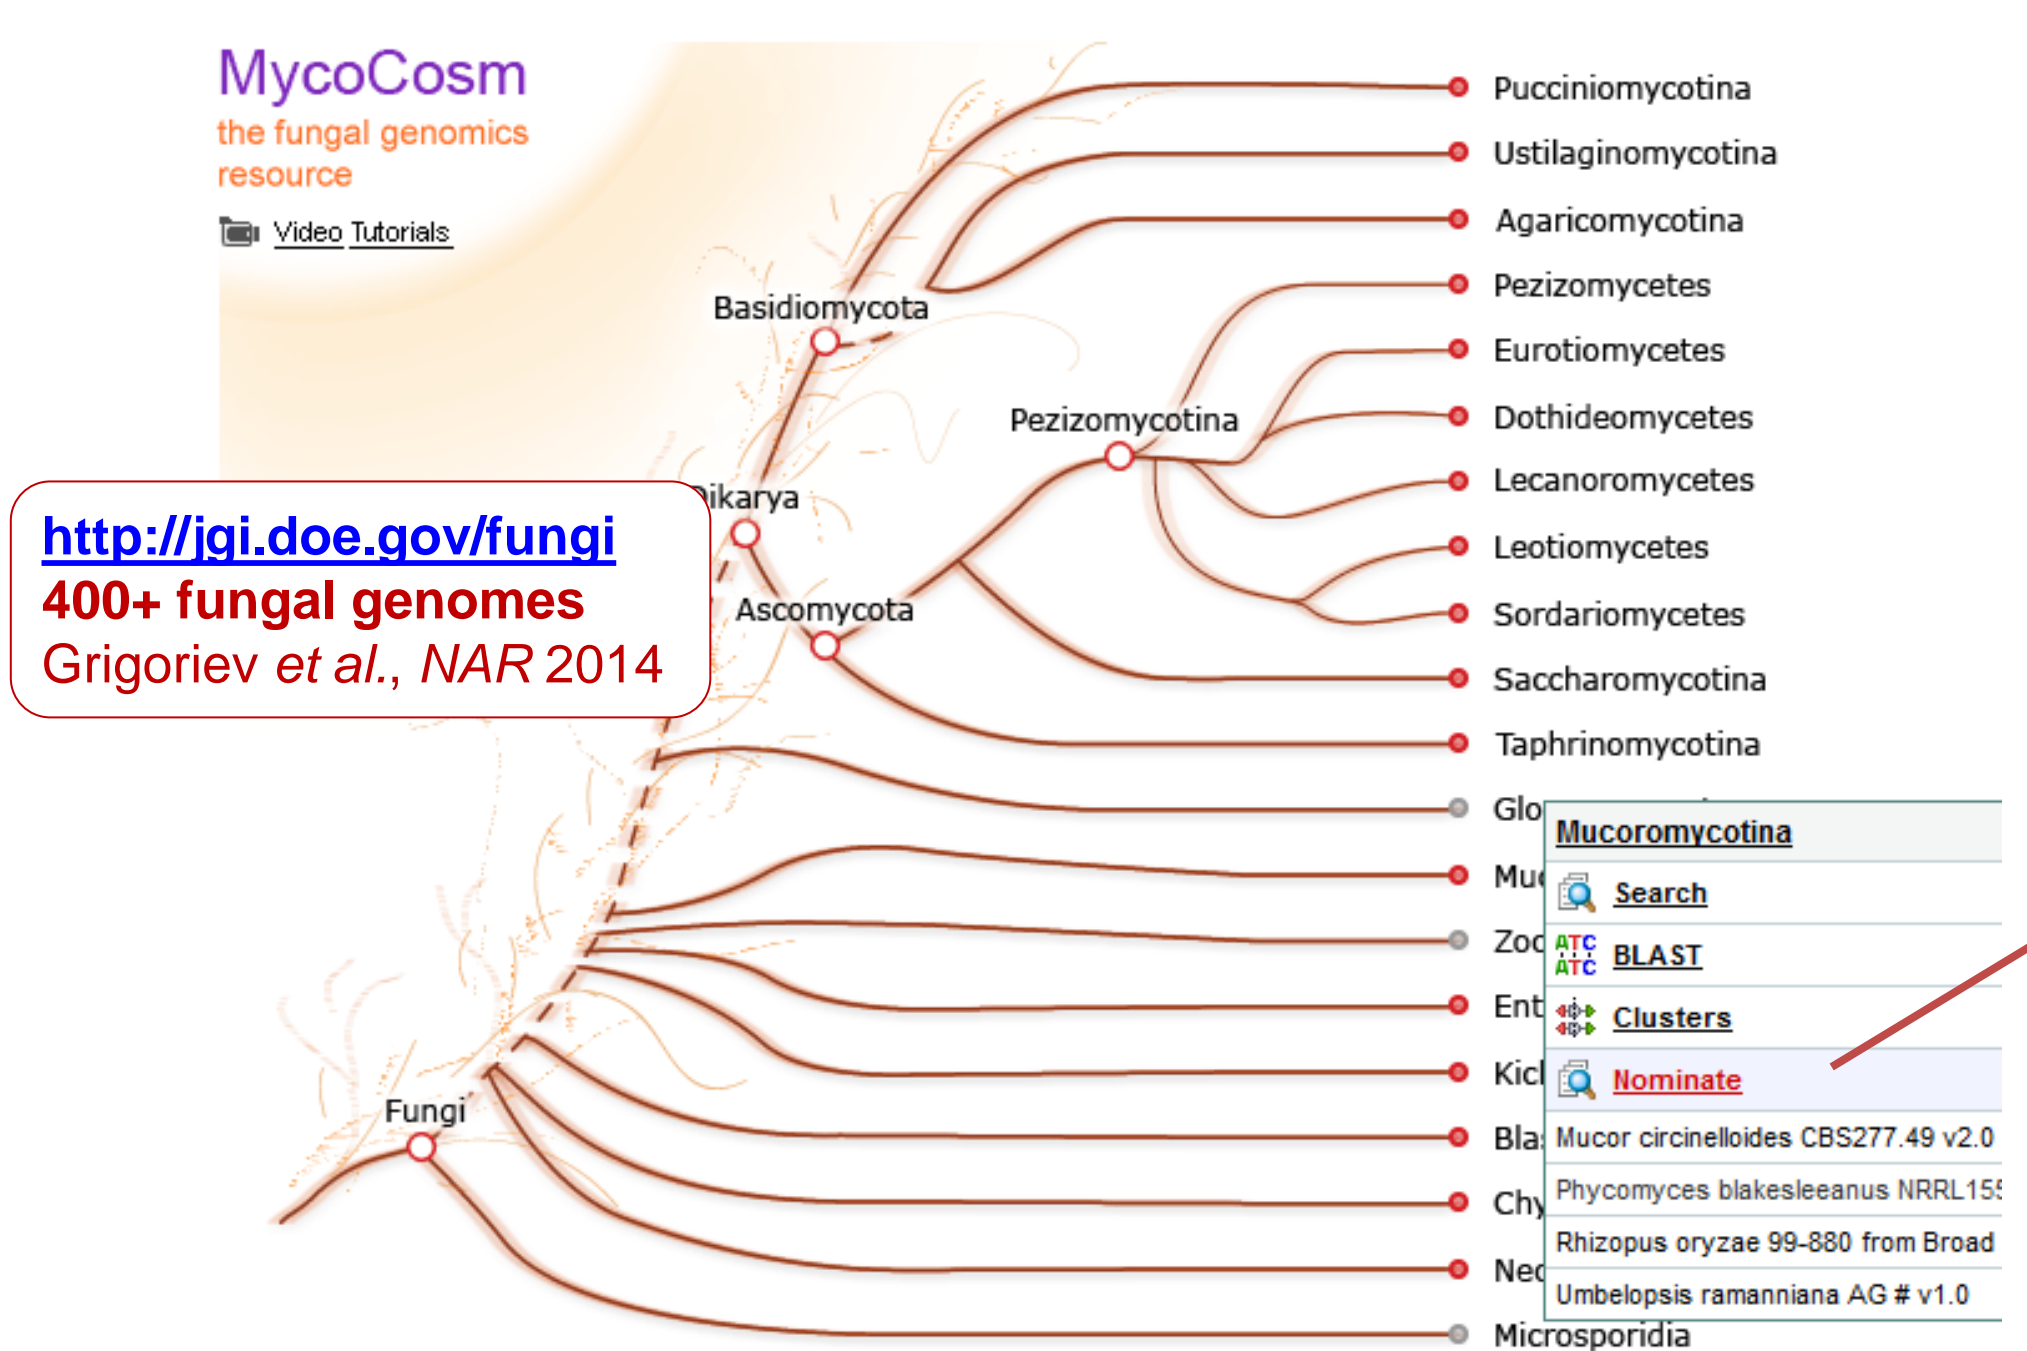 MycoCosm
the fungal genomics
resource
Video Tutorials
Pucciniomycotina
Ustilaginomycotina
Agaricomycotina
Pezizomycetes
Basidiomycota
Eurotiomycetes
Pezizomycotina
Dothideomycetes
Lecanoromycetes
ikarya
http://jgi.doe.gov/fungi
400+ fungal genomes
Grigoriev et al., NAR 2014
Leotiomycetes
Ascomycota
Sordariomycetes
Saccharomycotina
Taphrinomycotina
Glo
Mucoromycotina
Search
BLAST
Clusters
Nominate
Mucor circinelloides CBS277.49 v2.0
Phycomyces blakesleeanus NRRL155
Rhizopus oryzae 99-880 from Broad
Umbelopsis ramanniana AG # v1.0
Muc
Zoo
Ent
Kic
Fungi
Bla
Chy
Neo
Microsporidia